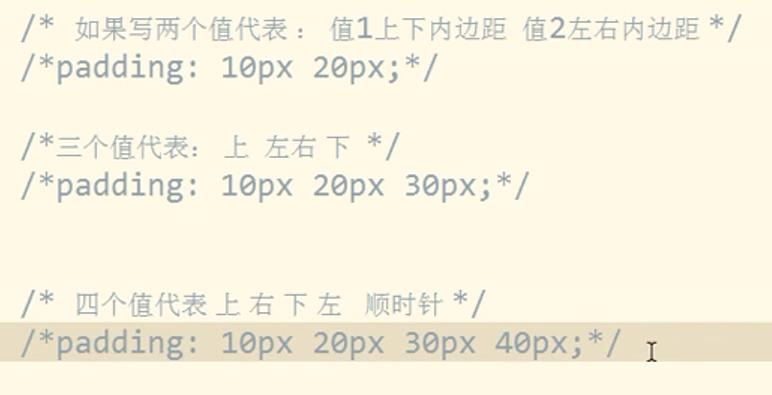 /* 如果写两个值代表： 值1上下内边距 值2左右内边距 */
/*padding: 10px 20px;*/
/*三个值代表： 上 左右 下 */
/*padding: 10px 20px 30px;*/
/* 四个值代表 上 右 下 左  顺时针 */
/*padding: 10px 20px 30px 40px;*/